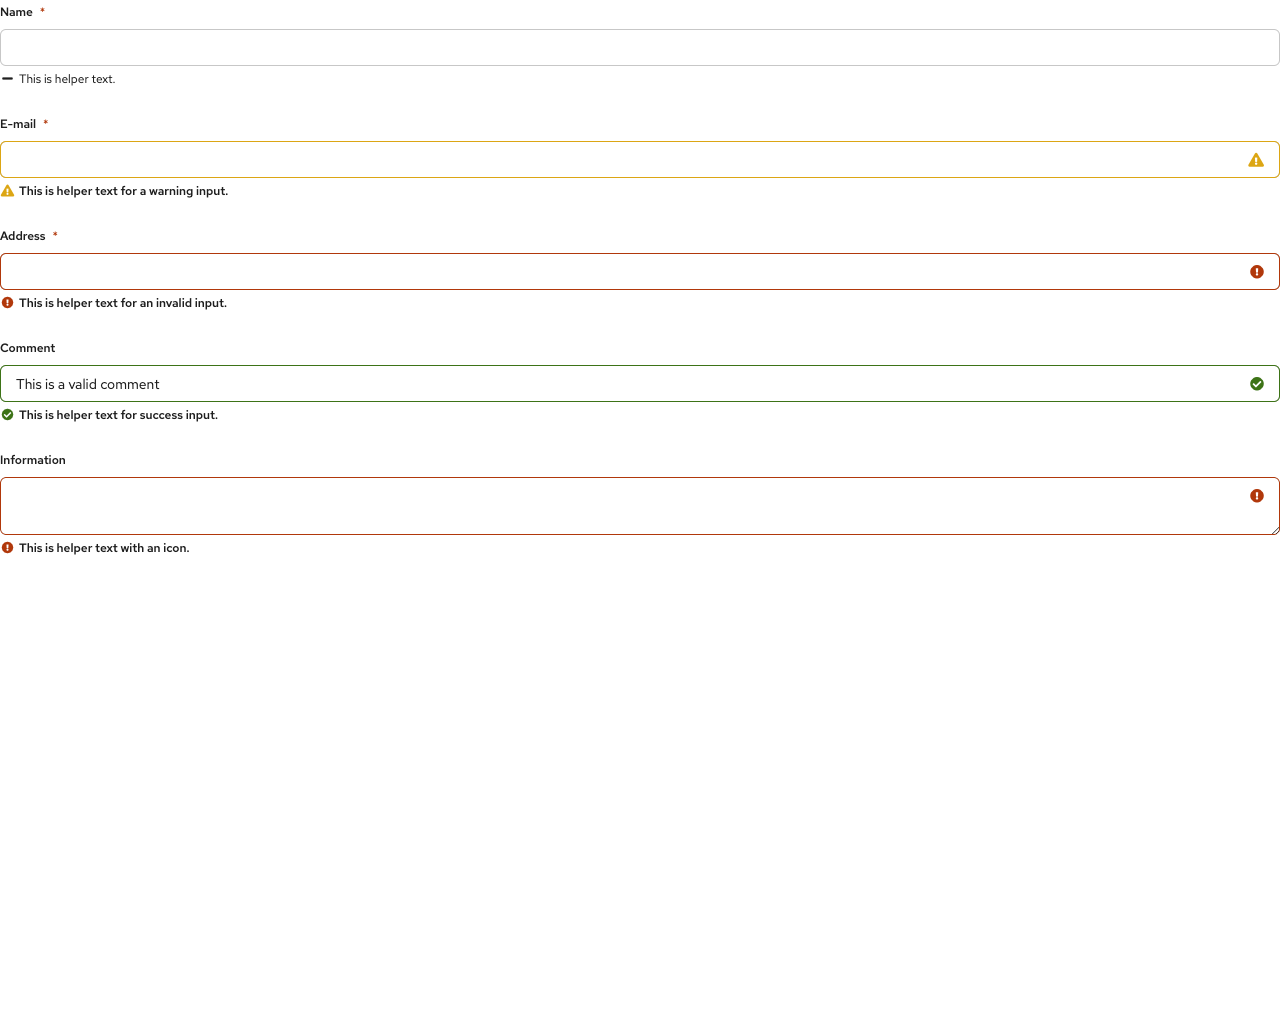 Name *
This is helper text.
E-mail *
This is helper text for a warning input.
Address *
This is helper text for an invalid input.
Comment
This is a valid comment
This is helper text for success input.
Information
This is helper text with an icon.